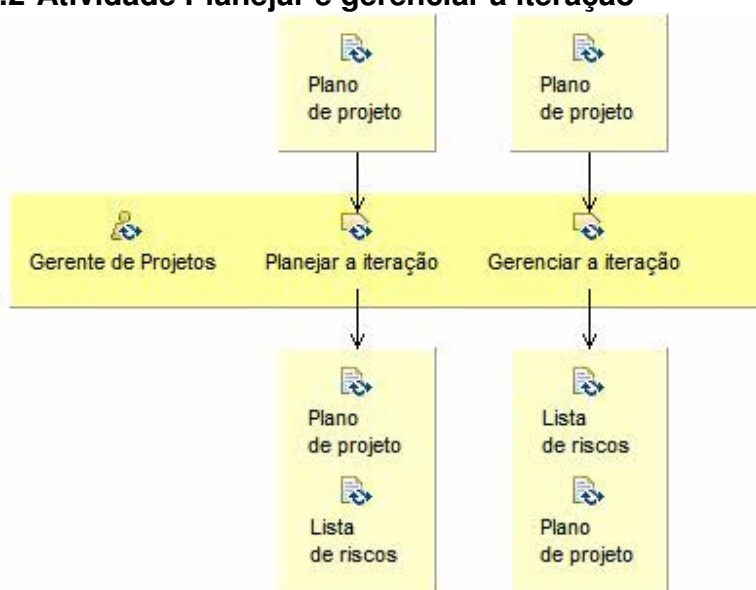 .2 Atividade Planejar e gerenciar a iteração
Plano
de projeto
Plano
de projeto
Gerente de Projetos
Planejar a iteração
Gerenciar a iteração
Plano
de projeto
Lista
de riscos
Lista
de riscos
Plano
de projeto